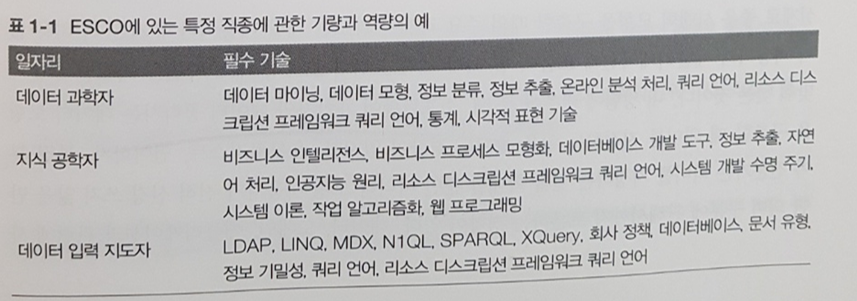 표 1-1 ESCO에 있는 특정 직종에 관한 기량과 역량의 예
일자리 필수 기술
데이터 과학자 데이터 마이닝, 데이터 모형, 정보 분류, 정보 추출, 온라인 분석 처리, 쿼리 언어, 리소스 디스
크립션 프레임워크 쿼리 언어, 통계, 시각적 표현 기술
지식 공학자 비즈니스 인텔리전스, 비즈니스 프로세스 모형화, 데이터베이스 개발 도구, 정보 추출, 자연
어 처리, 인공지능 원리, 리소스 디스크립션 프레임워크 쿼리 언어, 시스템 개발 수명 주기,
시스템 이론, 작업 알고리즘화, 웹 프로그래밍
데이터 입력 지도자 LDAP, LINQ, MDX, N1QL, SPARQL, XQuery, 회사 정책, 데이터베이스, 문서 유형,
정보 기밀성, 쿼리 언어, 리소스 디스크립션 프레임워크 쿼리 언어